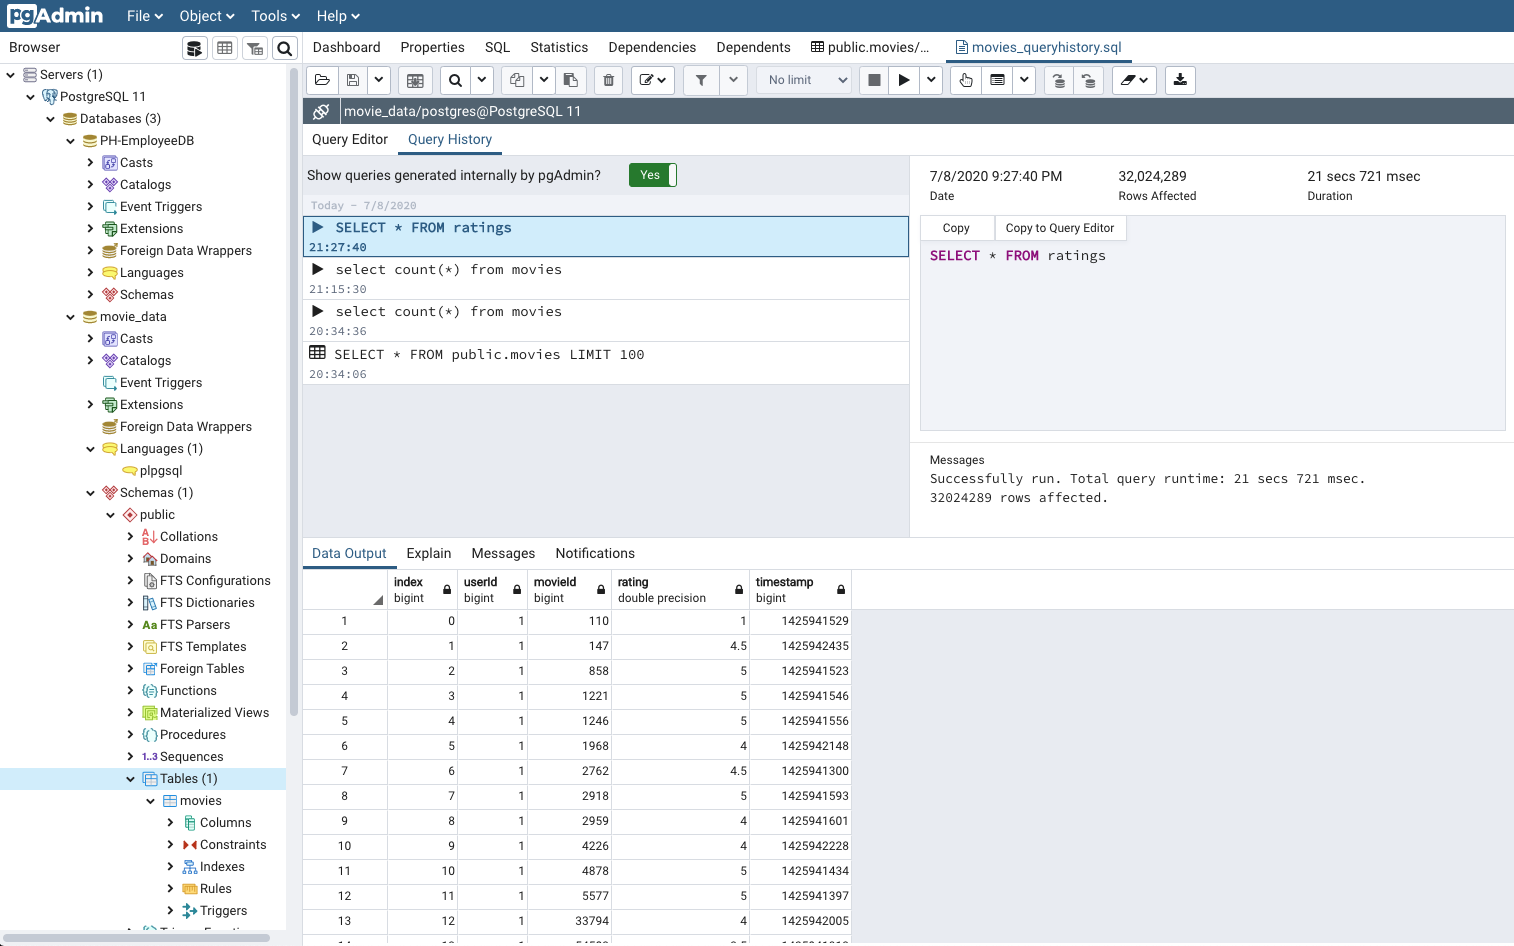 pgAdmin File Object Tools Help
Browser
Dashboard Properties SQL Statistics Dependencies Dependents public.movies/... movies_queryhistory.sql
No limit
movie_data/postgres@PostgreSQL 11
Servers (1)
PostgreSQL 11
Databases (3)
PH-EmployeeDB
Casts
Catalogs
Event Triggers
Extensions
Foreign Data Wrappers
Languages
Schemas
movie_data
Casts
Catalogs
Event Triggers
Extensions
Foreign Data Wrappers
Languages (1)
plpgsql
Schemas (1)
public
Collations
Domains
FTS Configurations
FTS Dictionaries
Aa FTS Parsers
FTS Templates
Foreign Tables
Functions
Materialized Views
Procedures
1..3 Sequences
Tables (1)
movies
Columns
Constraints
Indexes
Rules
Triggers
Query Editor Query History
Show queries generated internally by pgAdmin? Yes
Today - 7/8/2020
SELECT * FROM ratings
21:27:40
select count(*) from movies
21:15:30
select count(*) from movies
20:34:36
SELECT * FROM public.movies LIMIT 100
20:34:06
7/8/2020 9:27:40 PM 32,024,289 21 secs 721 msec
Date Rows Affected Duration
Copy Copy to Query Editor
SELECT * FROM ratings
Messages
Successfully run. Total query runtime: 21 secs 721 msec.
32024289 rows affected.
Data Output Explain Messages Notifications
index userId movieId rating timestamp
bigint bigint bigint double precision bigint
1 0 1 110 1 1425941529
2 1 1 147 4.5 1425942435
3 2 1 858 5 1425941523
4 3 1 1221 5 1425941546
5 4 1 1246 5 1425941556
6 5 1 1968 4 1425942148
7 6 1 2762 4.5 1425941300
8 7 1 2918 5 1425941593
9 8 1 2959 4 1425941601
10 9 1 4226 4 1425942228
11 10 1 4878 5 1425941434
12 11 1 5577 5 1425941397
13 12 1 33794 4 1425942005